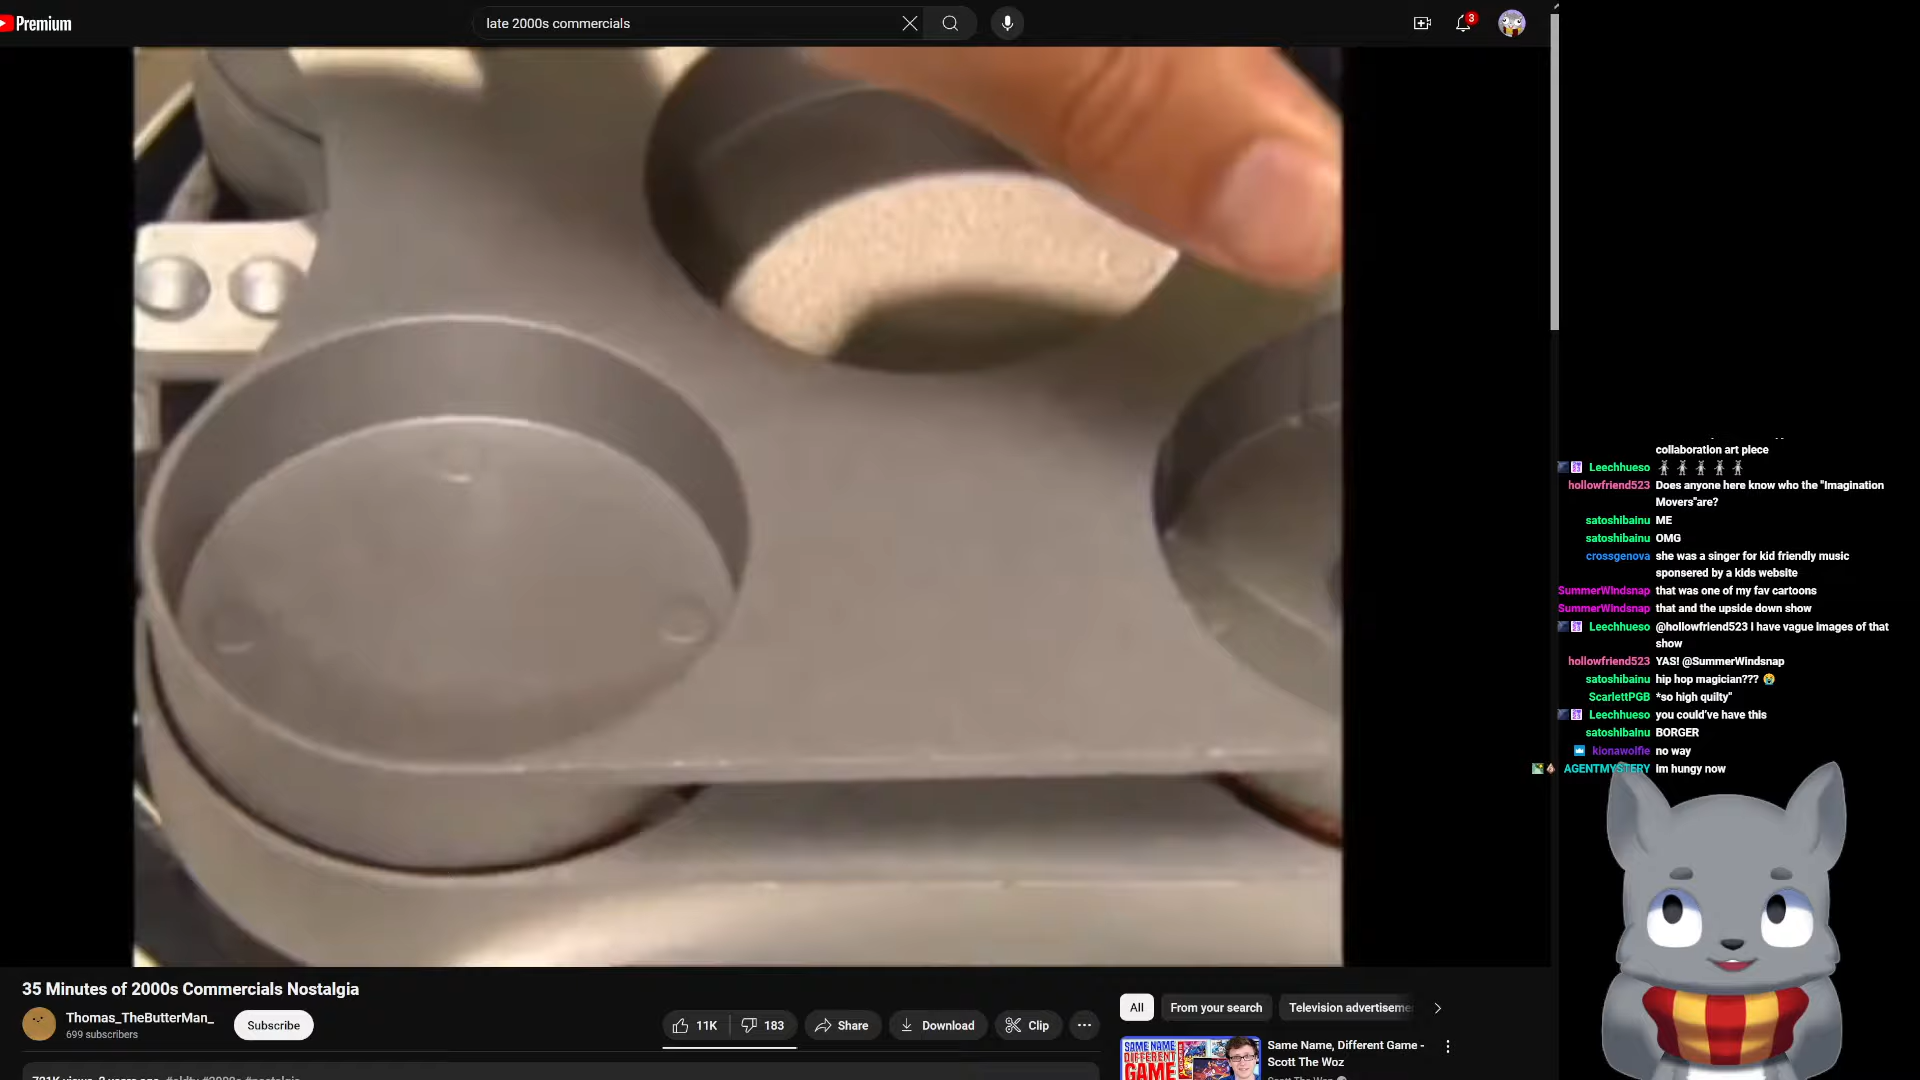 Premium
late 2000s commercials
3
collaboration art piece
Leechhueso
hollowfriend523 Does anyone here know who the "Imagination
Movers"are?
satoshibainu ME
satoshibainu OMG
crossgenova she was a singer for kid friendly music
sponsered by a kids website
SummerWindsnap that was one of my fav cartoons
SummerWindsnap that and the upside down show
Leechhueso @hollowfriend523 I have vague images of that
show
hollowfriend523 YAS! @SummerWindsnap
satoshibainu hip hop magician??? 😭
ScarlettPGB *so high quilty"
Leechhueso you could've have this
satoshibainu BORGER
kionawolfie no way
AGENTMYSTERY Im hungy now
35 Minutes of 2000s Commercials Nostalgia
Thomas_TheButterMan_
699 subscribers
Subscribe
11K
183
Share
Download
Clip
All
From your search
Television advertiseme
SAME NAME
DIFFERENT
GAME
Same Name, Different Game -
Scott The Woz